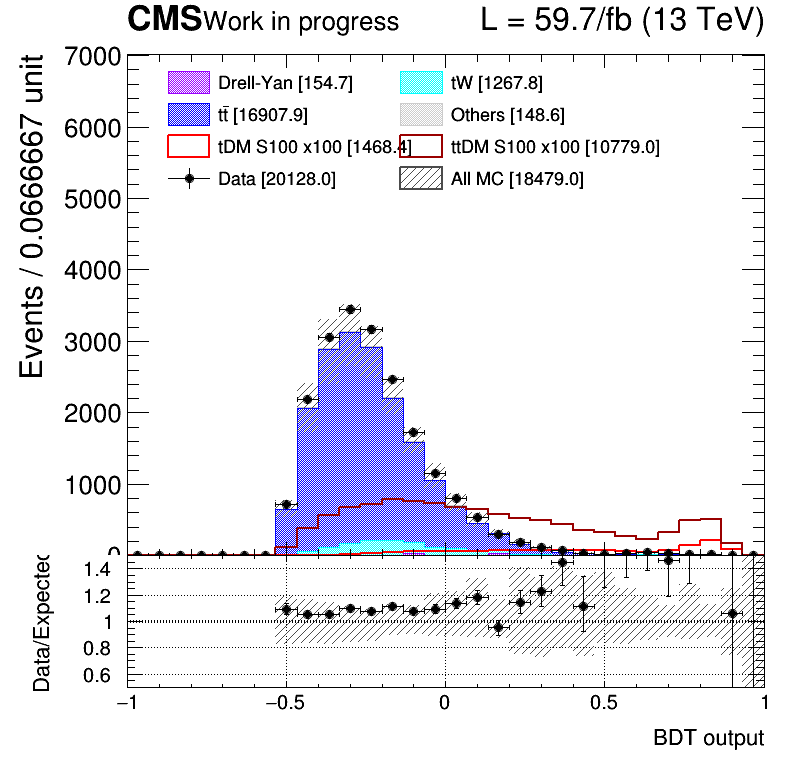 CMS Work in progress L = 59.7/fb (13 TeV)
Events / 0.0666667 unit
7000
6000
5000
4000
3000
2000
1000
0
Drell-Yan [154.7] tW [1267.8]
tt̄ [16907.9] Others [148.6]
tDM S100 x100 [1468.4] ttDM S100 x100 [10779.0]
Data [20128.0] All MC [18479.0]
Data/Expected
1.4
1.2
1
0.8
0.6
−1 −0.5 0 0.5 1
BDT output